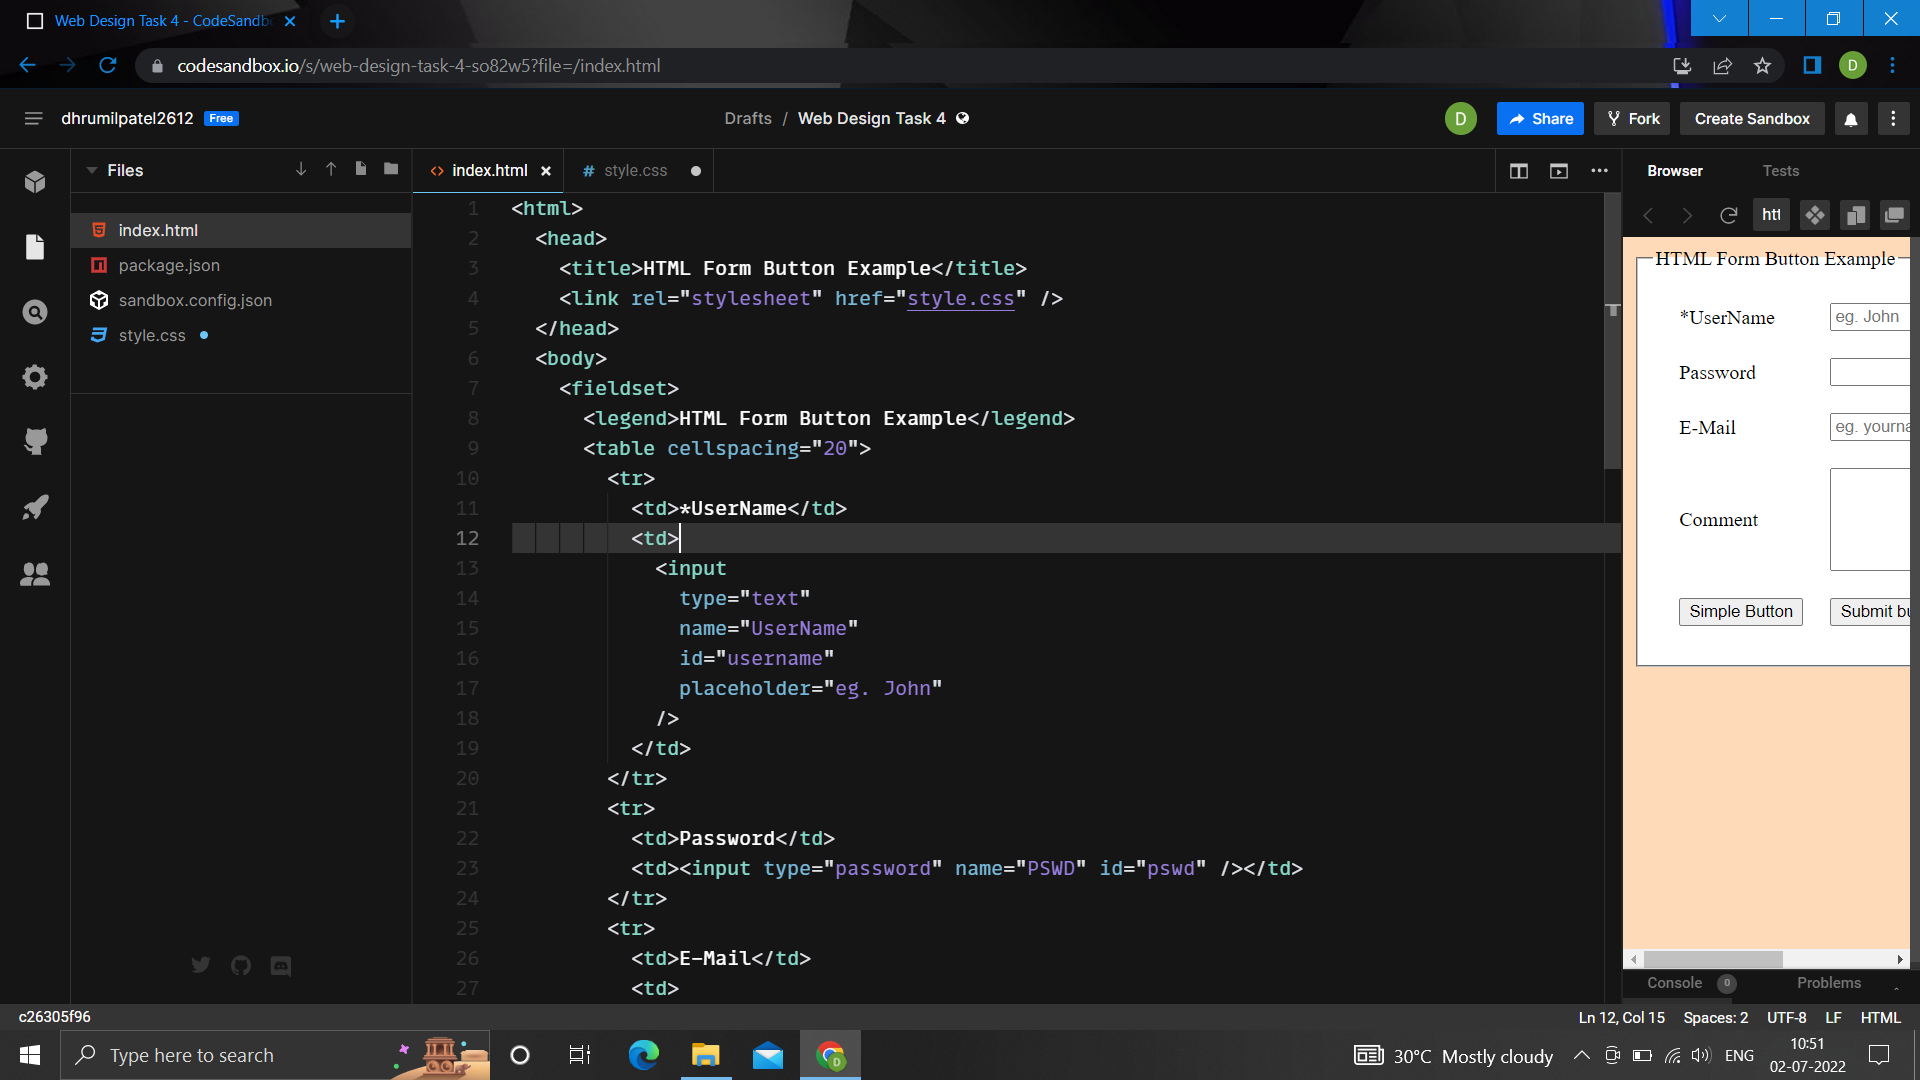 Web Design Task 4 - CodeSandb
codesandbox.io/s/web-design-task-4-so82w5?file=/index.html
D
dhrumilpatel2612 Free
Drafts / Web Design Task 4
D
Share
Fork
Create Sandbox
Files
index.html
package.json
sandbox.config.json
style.css
<> index.html
# style.css
1 <html>
2 <head>
3 <title>HTML Form Button Example</title>
4 <link rel="stylesheet" href="style.css" />
5 </head>
6 <body>
7 <fieldset>
8 <legend>HTML Form Button Example</legend>
9 <table cellspacing="20">
10 <tr>
11 <td>*UserName</td>
12 <td>
13 <input
14 type="text"
15 name="UserName"
16 id="username"
17 placeholder="eg. John"
18 />
19 </td>
20 </tr>
21 <tr>
22 <td>Password</td>
23 <td><input type="password" name="PSWD" id="pswd" /></td>
24 </tr>
25 <tr>
26 <td>E-Mail</td>
27 <td>
Browser Tests
htt
HTML Form Button Example
*UserName eg. John
Password
E-Mail eg. yourna
Comment
Simple Button Submit bu
Console 0 Problems
c26305f96
Ln 12, Col 15 Spaces: 2 UTF-8 LF HTML
Type here to search
D
30°C Mostly cloudy
ENG
10:51
02-07-2022